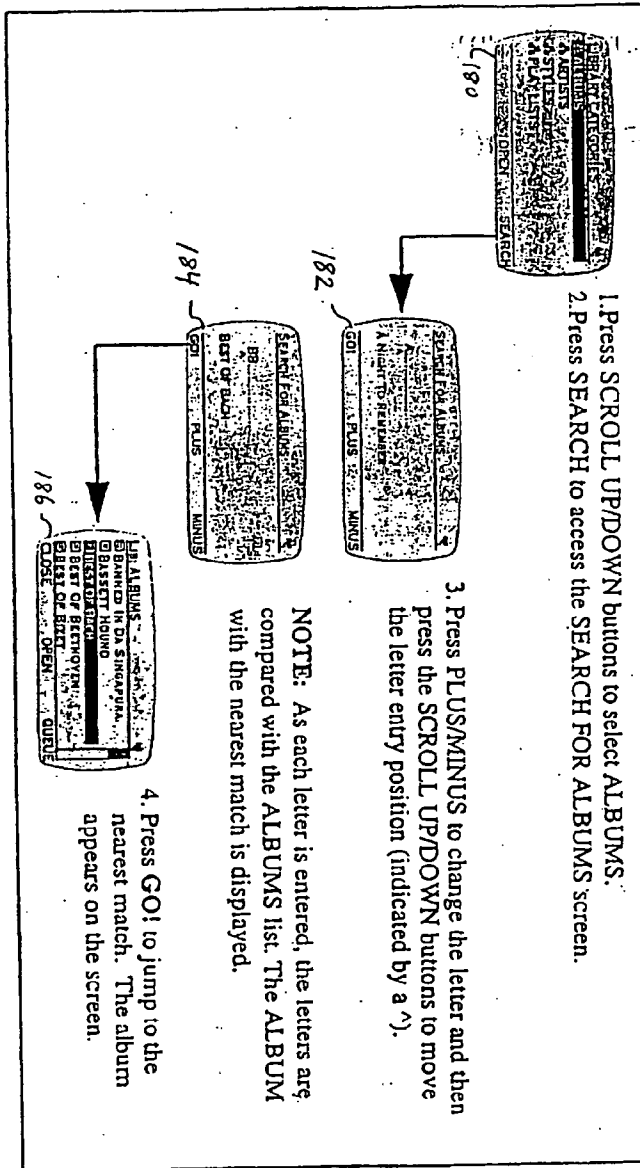 LIBRARY CATEGORIES
ALBUMS
ARTISTS
STYLES
PLAYLISTS
OPEN SEARCH
180
1. Press SCROLL UP/DOWN buttons to select ALBUMS.
2. Press SEARCH to access the SEARCH FOR ALBUMS screen.
SEARCH FOR ALBUMS
A
A NIGHT TO REMEMBER
GO! PLUS MINUS
182
3. Press PLUS/MINUS to change the letter and then
press the SCROLL UP/DOWN buttons to move
the letter entry position (indicated by a ^).
SEARCH FOR ALBUMS
BB
^
BEST OF BACH
GO! PLUS MINUS
184
NOTE: As each letter is entered, the letters are
compared with the ALBUMS list. The ALBUM
with the nearest match is displayed.
LIB: ALBUMS
BANNED IN DA SINGAPURA
BASSETT HOUND
BEST OF BACH
BEST OF BEETHOVEN
BEST OF BIZET
CLOSE OPEN QUEUE
186
4. Press GO! to jump to the
nearest match. The album
appears on the screen.